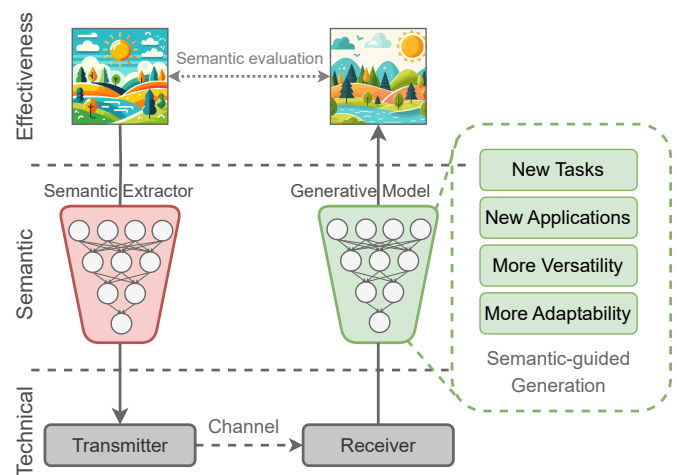 Effectiveness
Semantic evaluation
Semantic
Semantic Extractor
Generative Model
New Tasks
New Applications
More Versatility
More Adaptability
Semantic-guided
Generation
Technical
Transmitter
Channel
Receiver